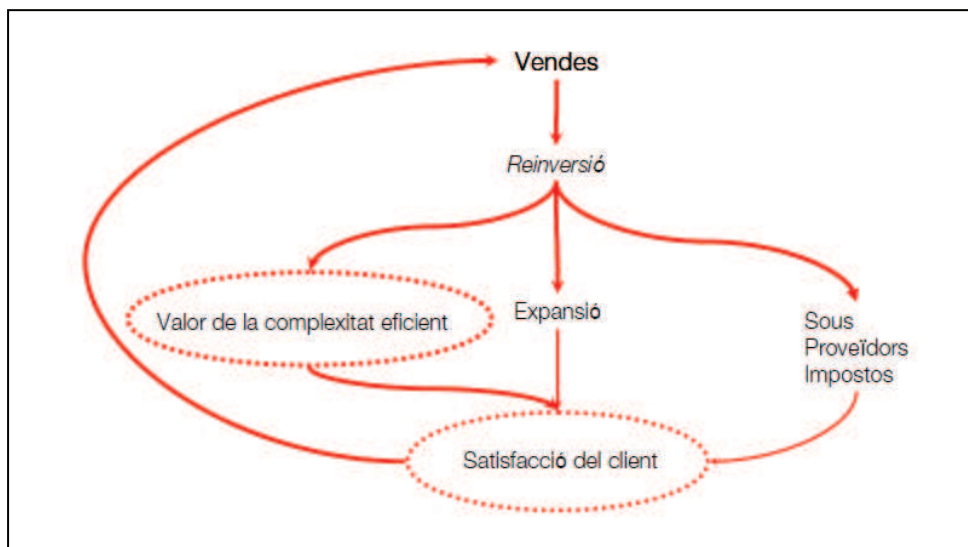 Vendes
Reinversió
Valor de la complexitat eficient
Expansió
Sous
Proveïdors
Impostos
Satisfacció del client